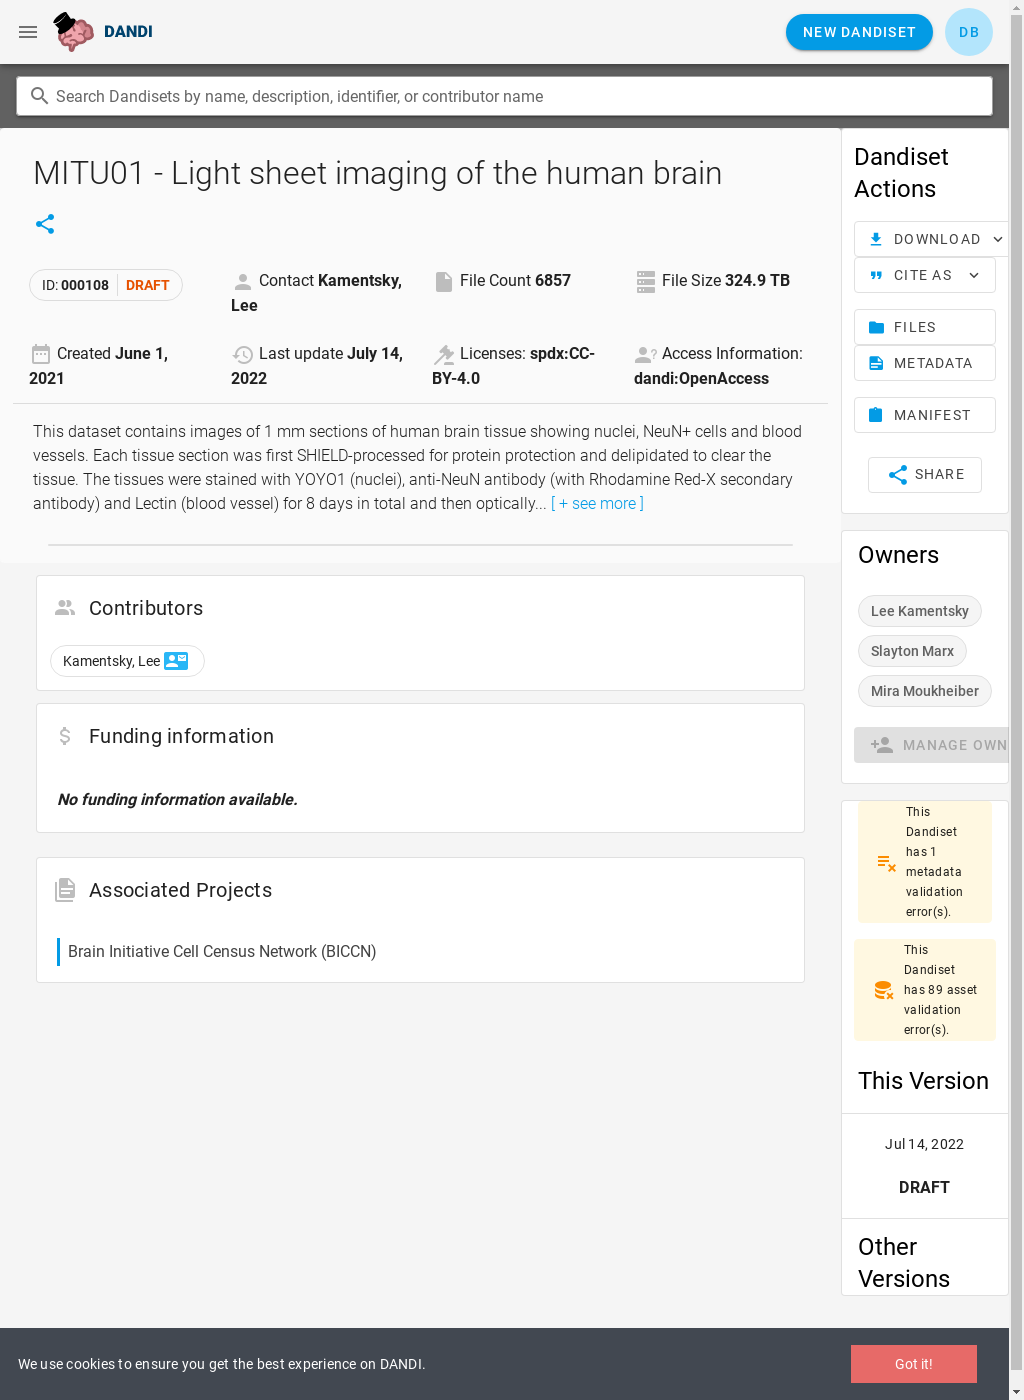 DANDI
NEW DANDISET
DB
Search Dandisets by name, description, identifier, or contributor name
MITU01 - Light sheet imaging of the human brain
ID: 000108 DRAFT
Contact Kamentsky,
Lee
File Count 6857
File Size 324.9 TB
Created June 1,
2021
Last update July 14,
2022
Licenses: spdx:CC-
BY-4.0
Access Information:
dandi:OpenAccess
This dataset contains images of 1 mm sections of human brain tissue showing nuclei, NeuN+ cells and blood
vessels. Each tissue section was first SHIELD-processed for protein protection and delipidated to clear the
tissue. The tissues were stained with YOYO1 (nuclei), anti-NeuN antibody (with Rhodamine Red-X secondary
antibody) and Lectin (blood vessel) for 8 days in total and then optically... [ + see more ]
Contributors
Kamentsky, Lee
Funding information
No funding information available.
Associated Projects
Brain Initiative Cell Census Network (BICCN)
Dandiset
Actions
DOWNLOAD
CITE AS
FILES
METADATA
MANIFEST
SHARE
Owners
Lee Kamentsky
Slayton Marx
Mira Moukheiber
MANAGE OWN
This
Dandiset
has 1
metadata
validation
error(s).
This
Dandiset
has 89 asset
validation
error(s).
This Version
Jul 14, 2022
DRAFT
Other
Versions
We use cookies to ensure you get the best experience on DANDI.
Got it!